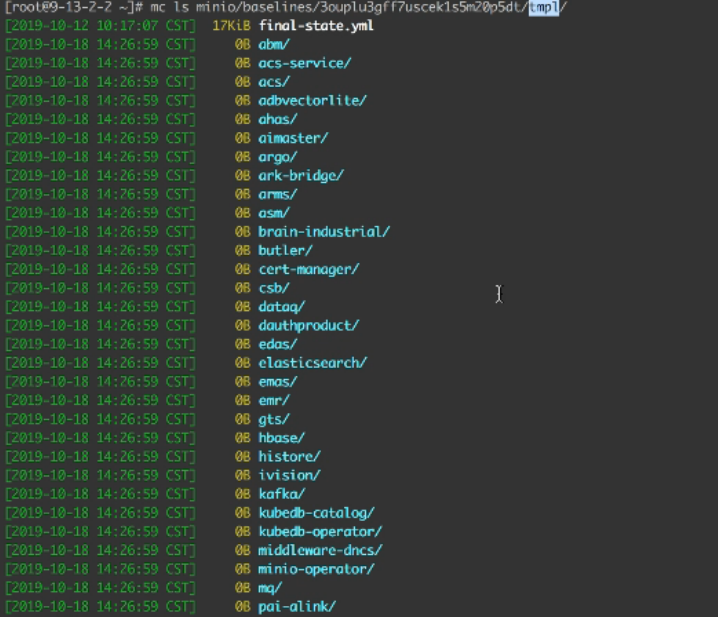 [root@9-13-2-2 ~]# mc ls minio/baselines/3ouplu3gff7uscek1s5m20p5dt/tmpl/
[2019-10-12 10:17:07 CST]  17KiB final-state.yml
[2019-10-18 14:26:59 CST]     0B abm/
[2019-10-18 14:26:59 CST]     0B acs-service/
[2019-10-18 14:26:59 CST]     0B acs/
[2019-10-18 14:26:59 CST]     0B adbvectorlite/
[2019-10-18 14:26:59 CST]     0B ahas/
[2019-10-18 14:26:59 CST]     0B aimaster/
[2019-10-18 14:26:59 CST]     0B argo/
[2019-10-18 14:26:59 CST]     0B ark-bridge/
[2019-10-18 14:26:59 CST]     0B arms/
[2019-10-18 14:26:59 CST]     0B asm/
[2019-10-18 14:26:59 CST]     0B brain-industrial/
[2019-10-18 14:26:59 CST]     0B butler/
[2019-10-18 14:26:59 CST]     0B cert-manager/
[2019-10-18 14:26:59 CST]     0B csb/
[2019-10-18 14:26:59 CST]     0B dataq/
[2019-10-18 14:26:59 CST]     0B dauthproduct/
[2019-10-18 14:26:59 CST]     0B edas/
[2019-10-18 14:26:59 CST]     0B elasticsearch/
[2019-10-18 14:26:59 CST]     0B emas/
[2019-10-18 14:26:59 CST]     0B emr/
[2019-10-18 14:26:59 CST]     0B gts/
[2019-10-18 14:26:59 CST]     0B hbase/
[2019-10-18 14:26:59 CST]     0B histore/
[2019-10-18 14:26:59 CST]     0B ivision/
[2019-10-18 14:26:59 CST]     0B kafka/
[2019-10-18 14:26:59 CST]     0B kubedb-catalog/
[2019-10-18 14:26:59 CST]     0B kubedb-operator/
[2019-10-18 14:26:59 CST]     0B middleware-dncs/
[2019-10-18 14:26:59 CST]     0B minio-operator/
[2019-10-18 14:26:59 CST]     0B mq/
[2019-10-18 14:26:59 CST]     0B pai-alink/